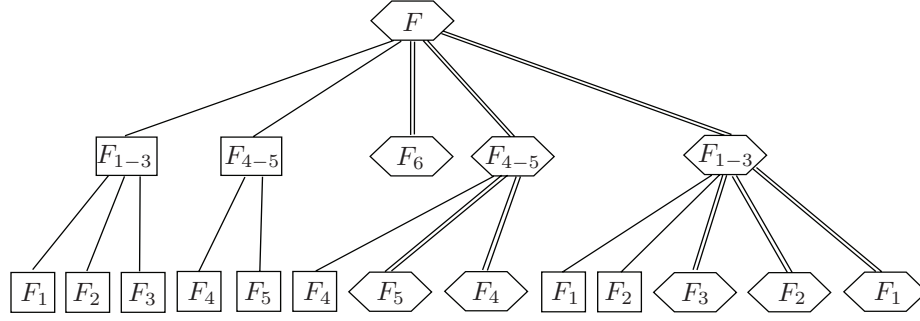 F
F₁₋₃ F₄₋₅ F₆ F₄₋₅ F₁₋₃
F₁ F₂ F₃ F₄ F₅ F₄ F₅ F₄ F₁ F₂ F₃ F₂ F₁